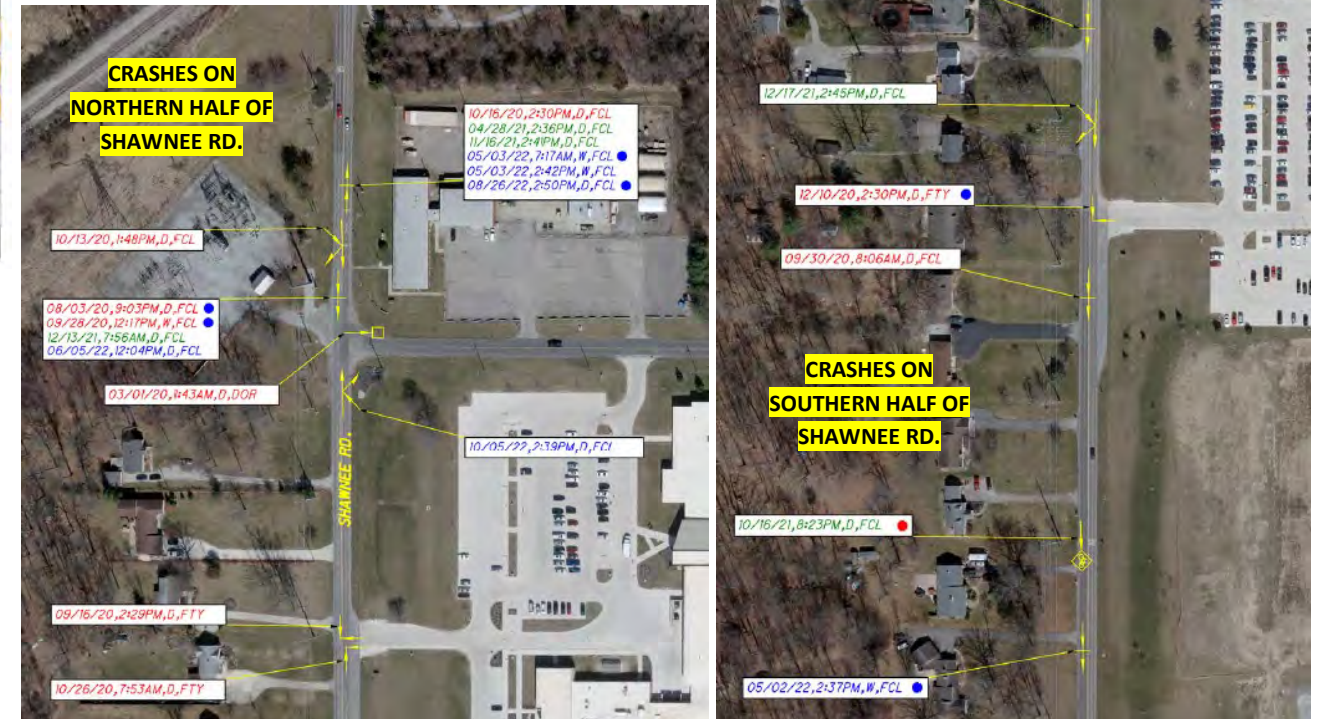 CRASHES ON
NORTHERN HALF OF
SHAWNEE RD.
10/16/20,2:30PM,D,FCL
04/28/21,2:36PM,D,FCL
11/16/21,2:41PM,D,FCL
05/03/22,7:17AM,W,FCL
05/03/22,2:42PM,W,FCL
08/26/22,2:50PM,D,FCL
10/13/20,1:48PM,D,FCL
08/03/20,9:03PM,D,FCL
09/28/20,12:17PM,W,FCL
12/13/21,7:56AM,D,FCL
06/05/22,12:04PM,D,FCL
10/05/22,2:39PM,D,FCL
SHAWNEE RD.
09/16/20,2:29PM,D,FTY
10/26/20,7:53AM,D,FTY
12/17/21,2:45PM,D,FCL
12/10/20,2:30PM,D,FTY
09/30/20,8:06AM,D,FCL
CRASHES ON
SOUTHERN HALF OF
SHAWNEE RD.
10/16/21,8:23PM,D,FCL
05/02/22,2:37PM,W,FCL